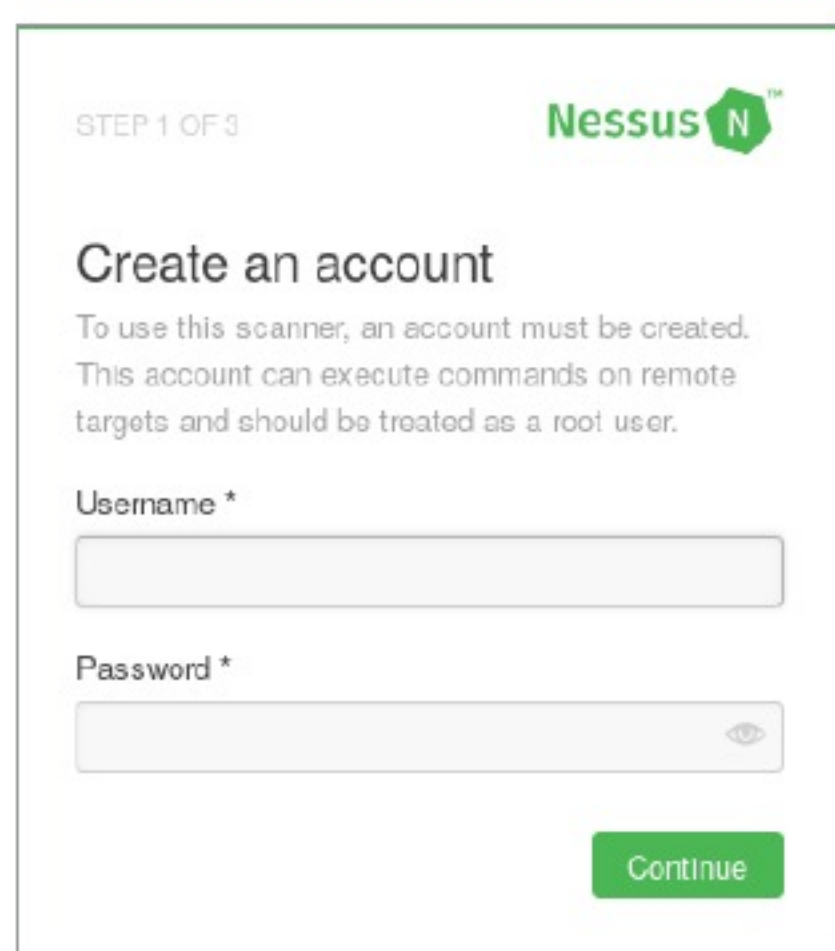 STEP 1 OF 3
Nessus N™
Create an account
To use this scanner, an account must be created.
This account can execute commands on remote
targets and should be treated as a root user.
Username *
Password *
Continue